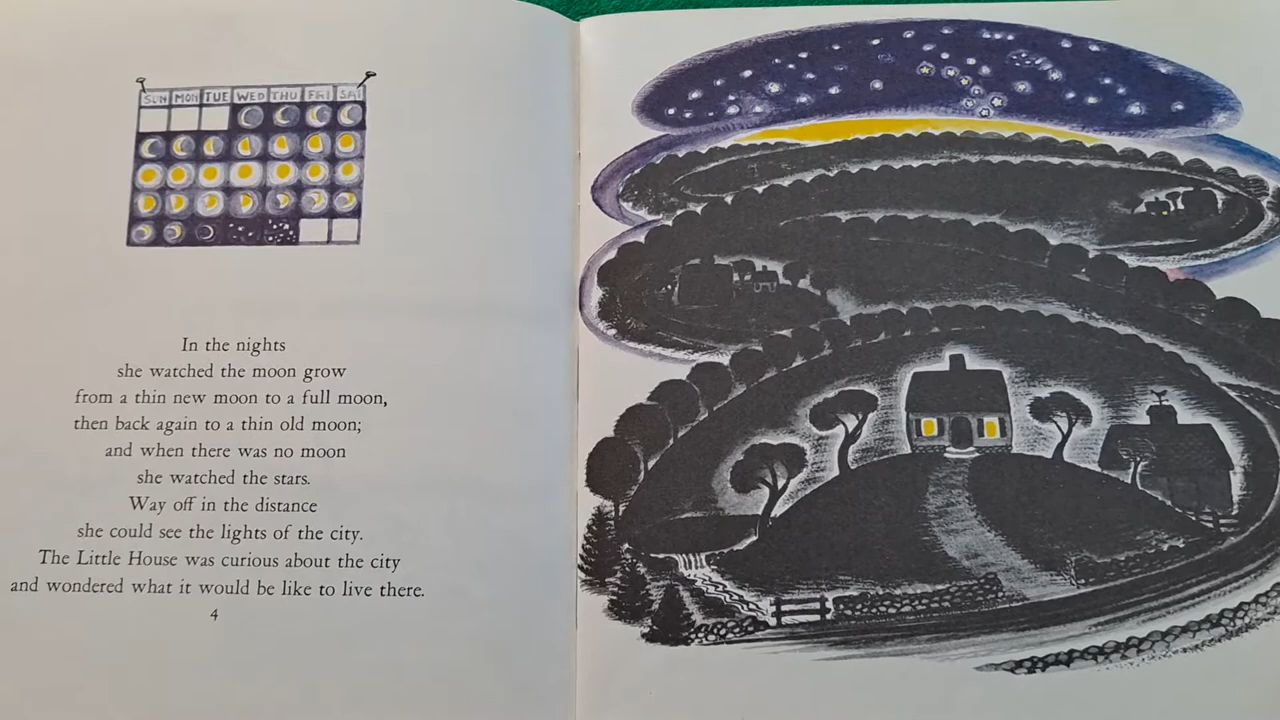 SUN MON TUE WED THU FRI SAT
In the nights
she watched the moon grow
from a thin new moon to a full moon,
then back again to a thin old moon;
and when there was no moon
she watched the stars.
Way off in the distance
she could see the lights of the city.
The Little House was curious about the city
and wondered what it would be like to live there.
4